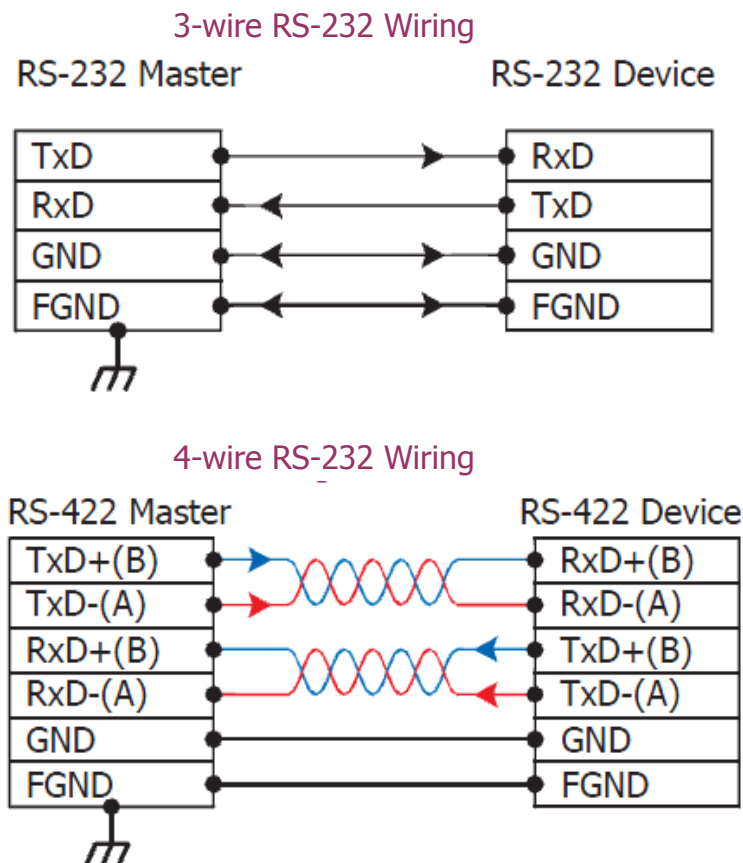 3-wire RS-232 Wiring
RS-232 Master RS-232 Device
TxD RxD
RxD TxD
GND GND
FGND FGND
4-wire RS-232 Wiring
RS-422 Master RS-422 Device
TxD+(B) RxD+(B)
TxD-(A) RxD-(A)
RxD+(B) TxD+(B)
RxD-(A) TxD-(A)
GND GND
FGND FGND